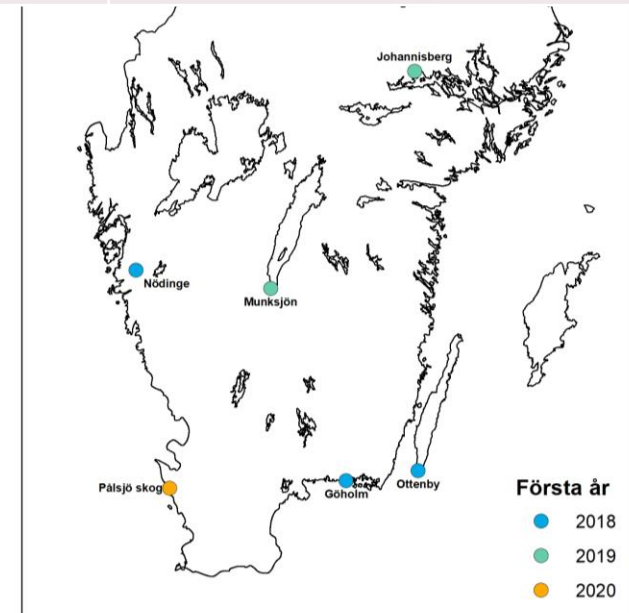 Johannisberg
Nödinge
Munksjön
Pålsjö skog
Göholm
Ottenby
Första år
2018
2019
2020